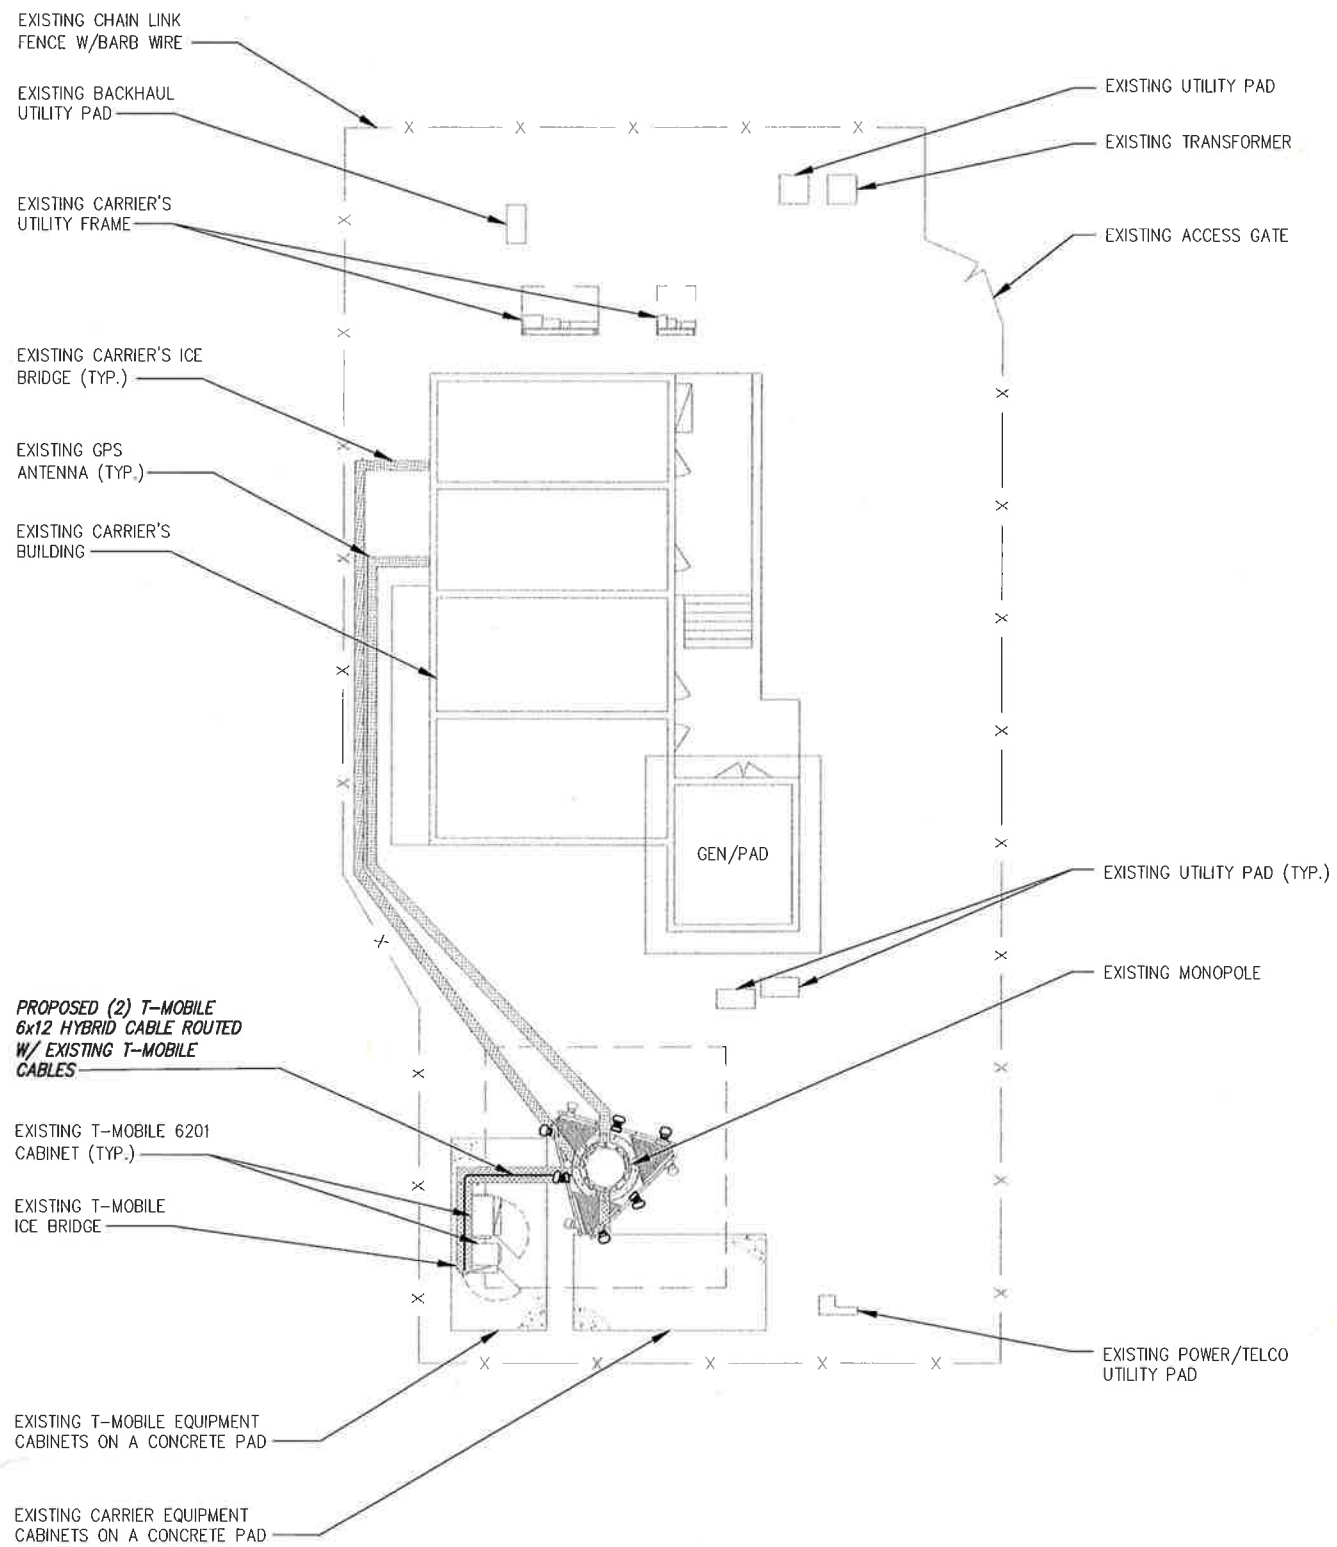 EXISTING CHAIN LINK
FENCE W/BARB WIRE
EXISTING BACKHAUL
UTILITY PAD
EXISTING CARRIER'S
UTILITY FRAME
EXISTING CARRIER'S ICE
BRIDGE (TYP.)
EXISTING GPS
ANTENNA (TYP.)
EXISTING CARRIER'S
BUILDING
PROPOSED (2) T-MOBILE
6x12 HYBRID CABLE ROUTED
W/ EXISTING T-MOBILE
CABLES
EXISTING T-MOBILE 6201
CABINET (TYP.)
EXISTING T-MOBILE
ICE BRIDGE
EXISTING T-MOBILE EQUIPMENT
CABINETS ON A CONCRETE PAD
EXISTING CARRIER EQUIPMENT
CABINETS ON A CONCRETE PAD
GEN/PAD
EXISTING UTILITY PAD
EXISTING TRANSFORMER
EXISTING ACCESS GATE
EXISTING UTILITY PAD (TYP.)
EXISTING MONOPOLE
EXISTING POWER/TELCO
UTILITY PAD